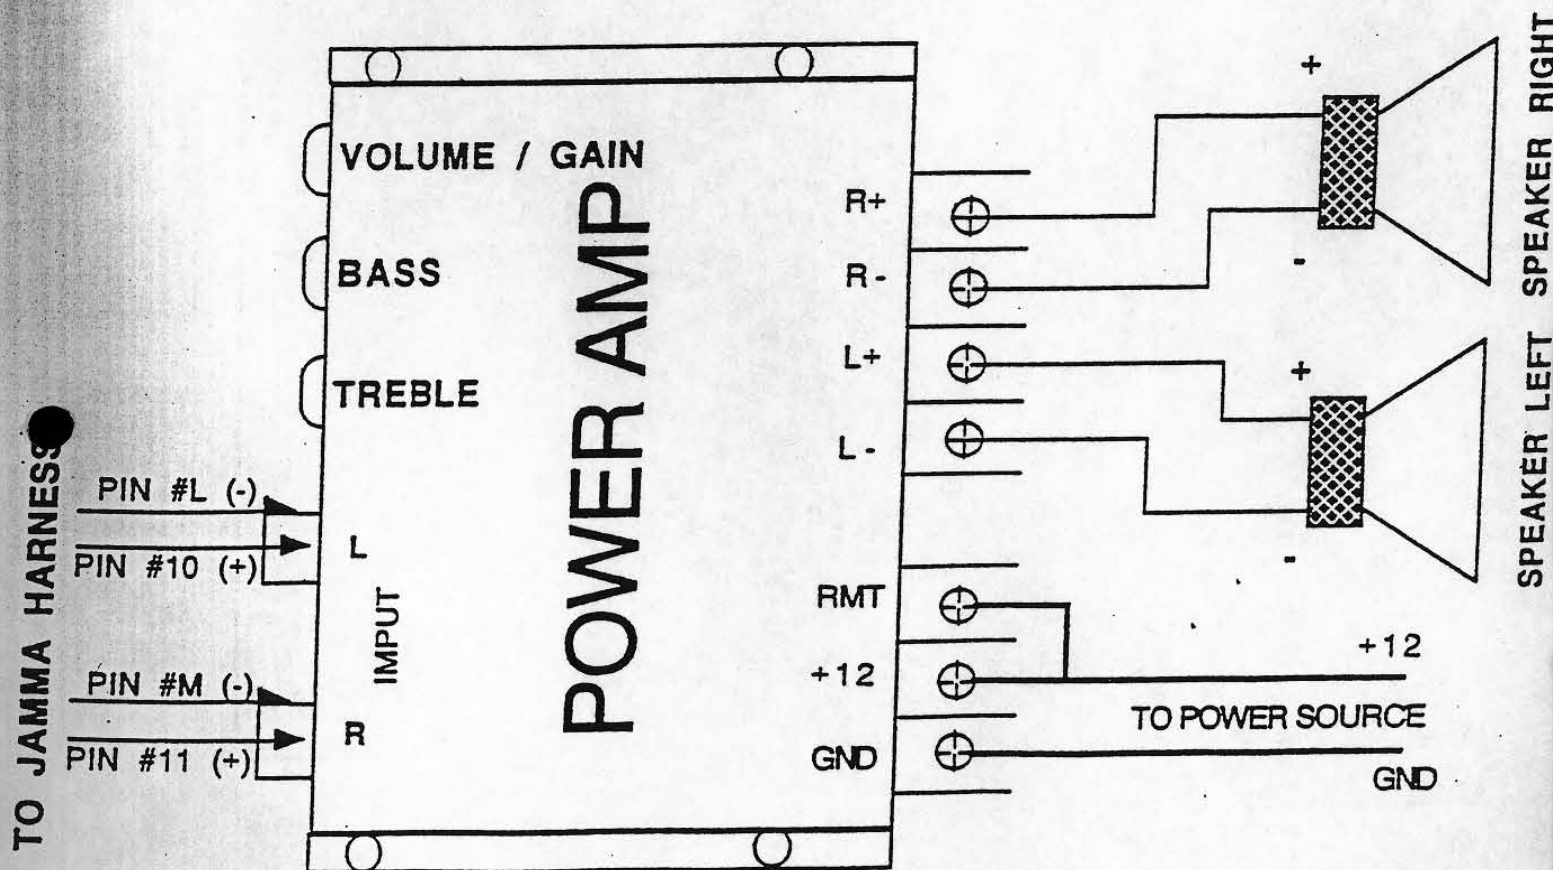 TO JAMMA HARNESS
VOLUME / GAIN
BASS
TREBLE
PIN #L (-)
PIN #10 (+)
L
IMPUT
PIN #M (-)
PIN #11 (+)
R
POWER AMP
R+
R-
L+
L-
RMT
+12
GND
+
-
SPEAKER RIGHT
+
-
SPEAKER LEFT
+12
TO POWER SOURCE
GND